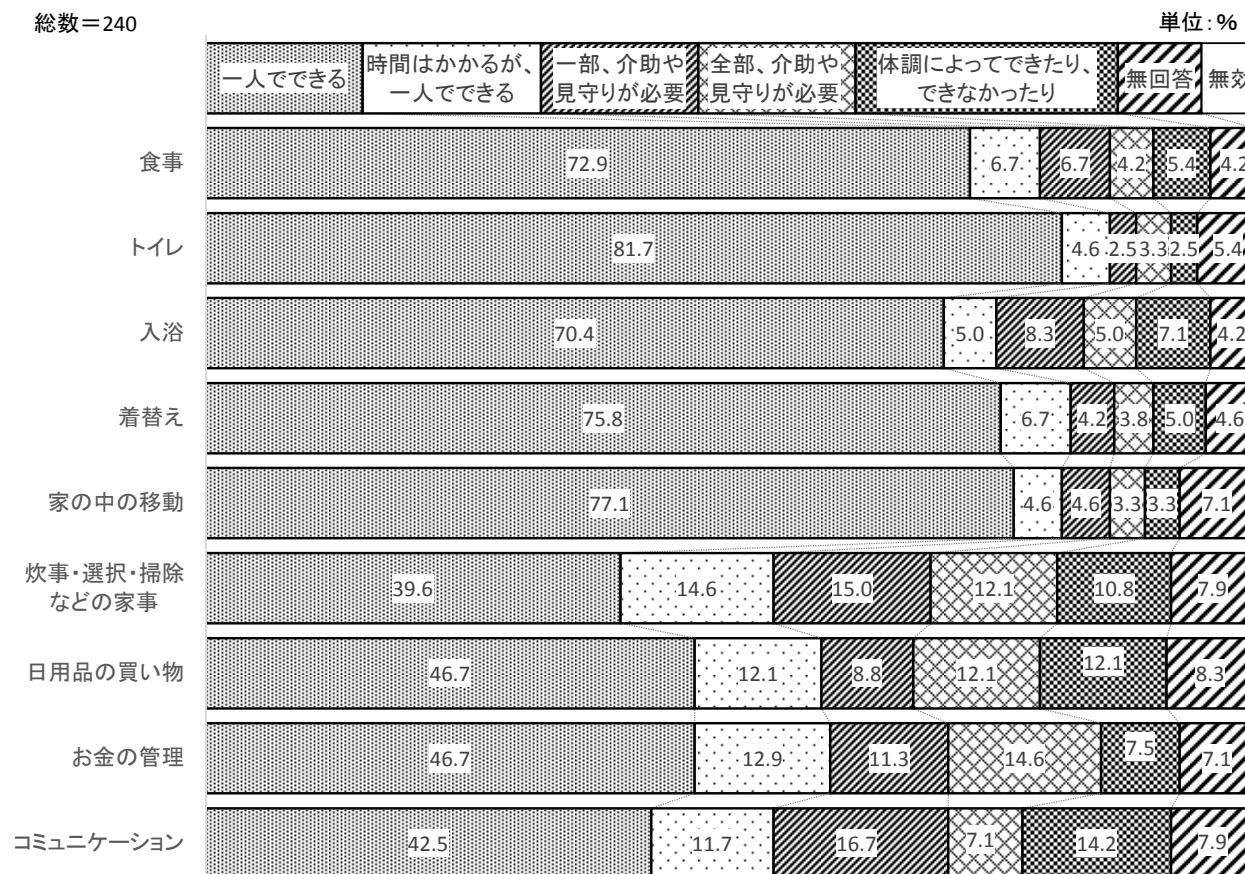 総数=240
単位:%
一人でできる
時間はかかるが、
一人でできる
一部、介助や
見守りが必要
全部、介助や
見守りが必要
体調によってできたり、
できなかったり
無回答
無効
食事
72.9
6.7
6.7
4.2
5.4
4.2
トイレ
81.7
4.6
2.5
3.3
2.5
5.4
入浴
70.4
5.0
8.3
5.0
7.1
4.2
着替え
75.8
6.7
4.2
3.8
5.0
4.6
家の中の移動
77.1
4.6
4.6
3.3
3.3
7.1
炊事・選択・掃除
などの家事
39.6
14.6
15.0
12.1
10.8
7.9
日用品の買い物
46.7
12.1
8.8
12.1
12.1
8.3
お金の管理
46.7
12.9
11.3
14.6
7.5
7.1
コミュニケーション
42.5
11.7
16.7
7.1
14.2
7.9